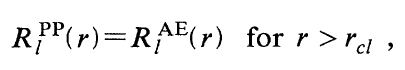 R_l^{PP}(r)=R_l^{AE}(r) for r > r_{cl} ,